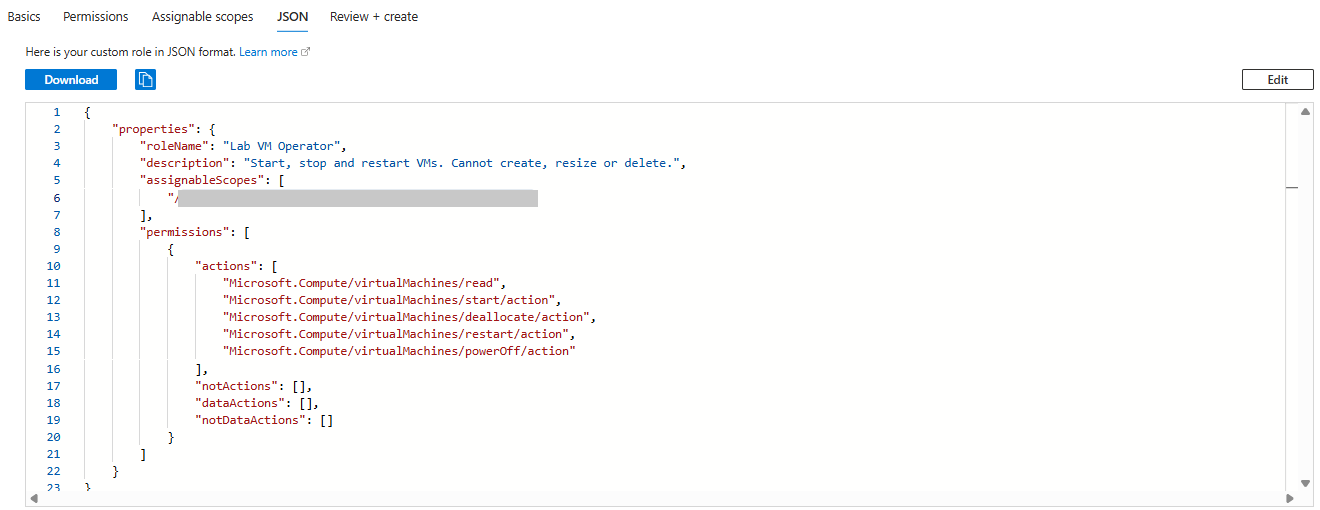 Basics Permissions Assignable scopes JSON Review + create
Here is your custom role in JSON format. Learn more
Download Edit
1 {
2 "properties": {
3 "roleName": "Lab VM Operator",
4 "description": "Start, stop and restart VMs. Cannot create, resize or delete.",
5 "assignableScopes": [
6 "/
7 ],
8 "permissions": [
9 {
10 "actions": [
11 "Microsoft.Compute/virtualMachines/read",
12 "Microsoft.Compute/virtualMachines/start/action",
13 "Microsoft.Compute/virtualMachines/deallocate/action",
14 "Microsoft.Compute/virtualMachines/restart/action",
15 "Microsoft.Compute/virtualMachines/powerOff/action"
16 ],
17 "notActions": [],
18 "dataActions": [],
19 "notDataActions": []
20 }
21 ]
22 }
23 }